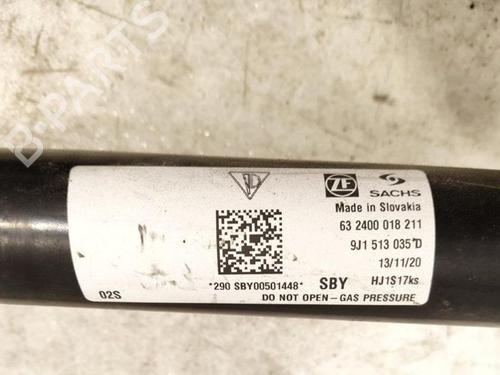 B-PARTS
ZF SACHS
Made in Slovakia
63 2400 018 211
9J1 513 035 D
13/11/20
*290 SBY00501448* SBY HJ1S17ks
02S DO NOT OPEN-GAS PRESSURE